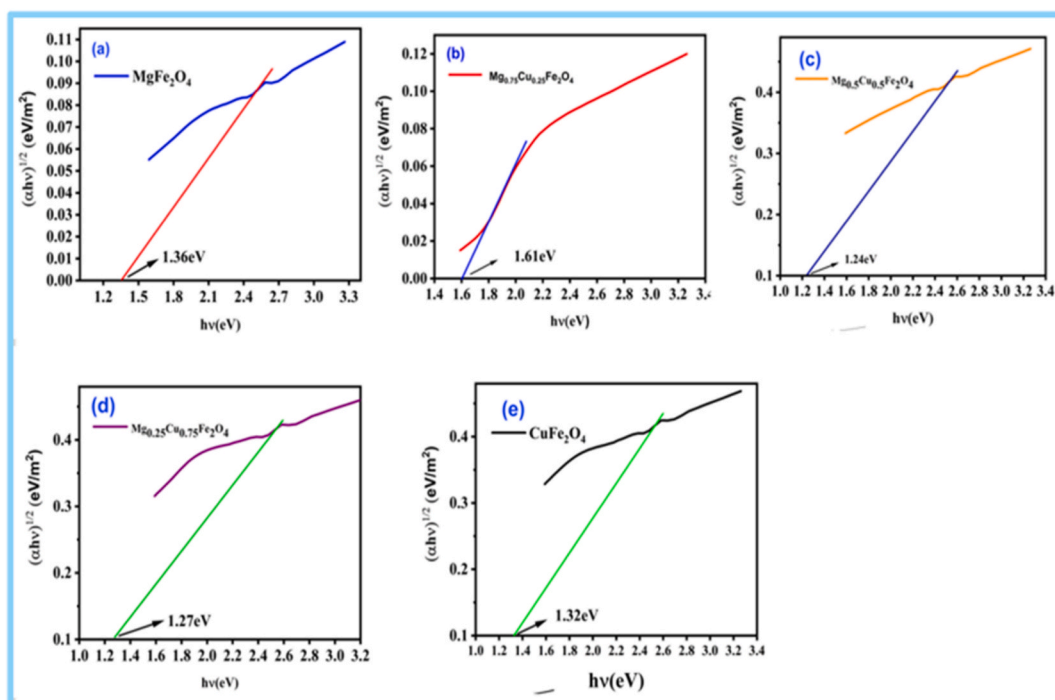 (a)
MgFe₂O₄
(αhν)^1/2 (eV/m²)
0.11
0.10
0.09
0.08
0.07
0.06
0.05
0.04
0.03
0.02
0.01
0.00
1.36eV
1.2 1.5 1.8 2.1 2.4 2.7 3.0 3.3
hν(eV)
(b)
Mg₀.₇₅Cu₀.₂₅Fe₂O₄
(αhν)^1/2 (eV/m²)
0.12
0.10
0.08
0.06
0.04
0.02
0.00
1.61eV
1.4 1.6 1.8 2.0 2.2 2.4 2.6 2.8 3.0 3.2 3.4
hν(eV)
(c)
Mg₀.₅Cu₀.₅Fe₂O₄
(αhν)^1/2 (eV/m²)
0.4
0.3
0.2
0.1
1.24eV
1.0 1.2 1.4 1.6 1.8 2.0 2.2 2.4 2.6 2.8 3.0 3.2 3.4
hν(eV)
(d)
Mg₀.₂₅Cu₀.₇₅Fe₂O₄
(αhν)^1/2 (eV/m²)
0.4
0.3
0.2
0.1
1.27eV
1.0 1.2 1.4 1.6 1.8 2.0 2.2 2.4 2.6 2.8 3.0 3.2
hν(eV)
(e)
CuFe₂O₄
(αhν)^1/2 (eV/m²)
0.4
0.3
0.2
0.1
1.32eV
1.0 1.2 1.4 1.6 1.8 2.0 2.2 2.4 2.6 2.8 3.0 3.2 3.4
hν(eV)